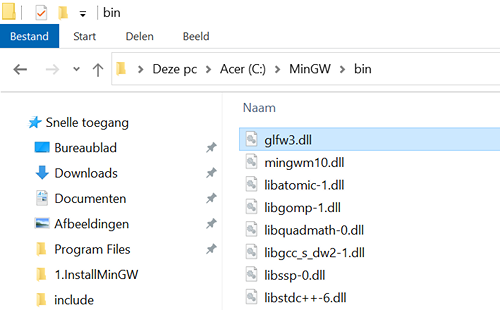 bin
Bestand Start Delen Beeld
Deze pc Acer (C:) MinGW bin
Naam
Snelle toegang
Bureaublad
Downloads
Documenten
Afbeeldingen
Program Files
1.InstallMinGW
include
glfw3.dll
mingwm10.dll
libatomic-1.dll
libgomp-1.dll
libquadmath-0.dll
libgcc_s_dw2-1.dll
libssp-0.dll
libstdc++-6.dll